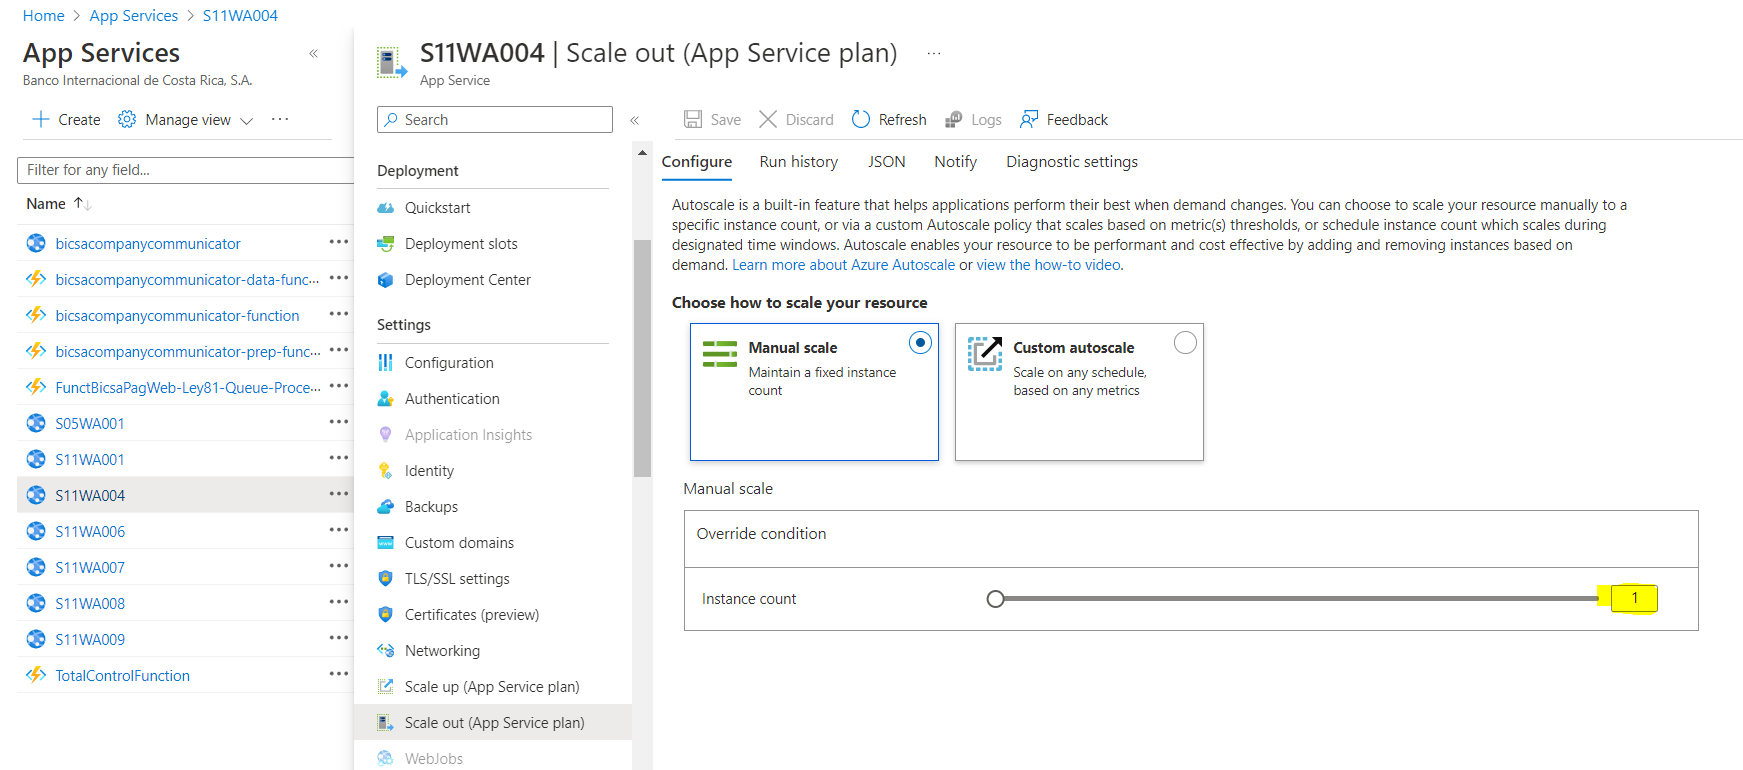 Home > App Services > S11WA004
App Services
«
Banco Internacional de Costa Rica, S.A.
+ Create
Manage view
...
Filter for any field...
Name ↑↓
bicsacompanycommunicator
...
bicsacompanycommunicator-data-func...
...
bicsacompanycommunicator-function
...
bicsacompanycommunicator-prep-func...
...
FunctBicsaPagWeb-Ley81-Queue-Proce...
...
S05WA001
...
S11WA001
...
S11WA004
...
S11WA006
...
S11WA007
...
S11WA008
...
S11WA009
...
TotalControlFunction
...
S11WA004 | Scale out (App Service plan)
...
App Service
Search
«
Deployment
Quickstart
Deployment slots
Deployment Center
Settings
Configuration
Authentication
Application Insights
Identity
Backups
Custom domains
www
TLS/SSL settings
Certificates (preview)
Networking
Scale up (App Service plan)
Scale out (App Service plan)
WebJobs
Save
Discard
Refresh
Logs
Feedback
Configure
Run history
JSON
Notify
Diagnostic settings
Autoscale is a built-in feature that helps applications perform their best when demand changes. You can choose to scale your resource manually to a
specific instance count, or via a custom Autoscale policy that scales based on metric(s) thresholds, or schedule instance count which scales during
designated time windows. Autoscale enables your resource to be performant and cost effective by adding and removing instances based on
demand. Learn more about Azure Autoscale or view the how-to video.
Choose how to scale your resource
Manual scale
Maintain a fixed instance
count
Custom autoscale
Scale on any schedule,
based on any metrics
Manual scale
Override condition
Instance count
1